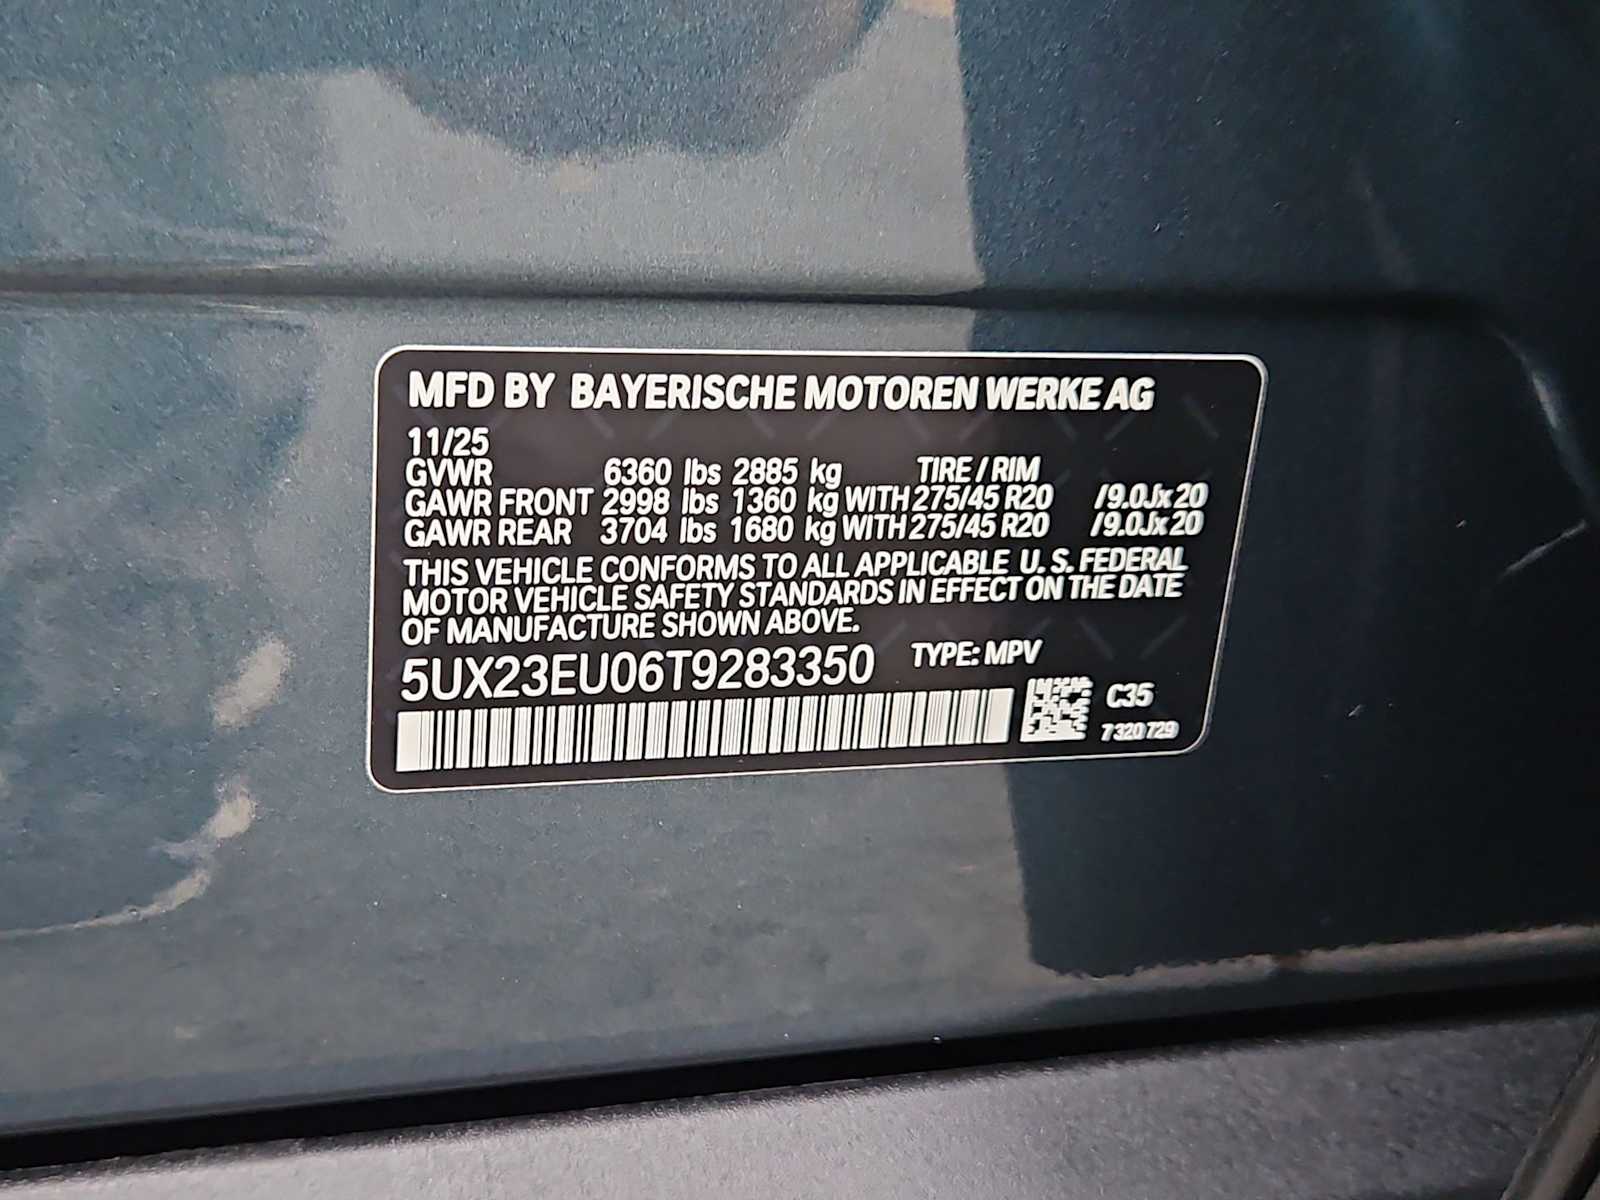 MFD BY BAYERISCHE MOTOREN WERKE AG
11/25
GVWR 6360 lbs 2885 kg TIRE / RIM
GAWR FRONT 2998 lbs 1360 kg WITH 275/45 R20 /9.0Jx20
GAWR REAR 3704 lbs 1680 kg WITH 275/45 R20 /9.0Jx20
THIS VEHICLE CONFORMS TO ALL APPLICABLE U.S. FEDERAL
MOTOR VEHICLE SAFETY STANDARDS IN EFFECT ON THE DATE
OF MANUFACTURE SHOWN ABOVE.
5UX23EU06T9283350 TYPE: MPV
C35
7320729